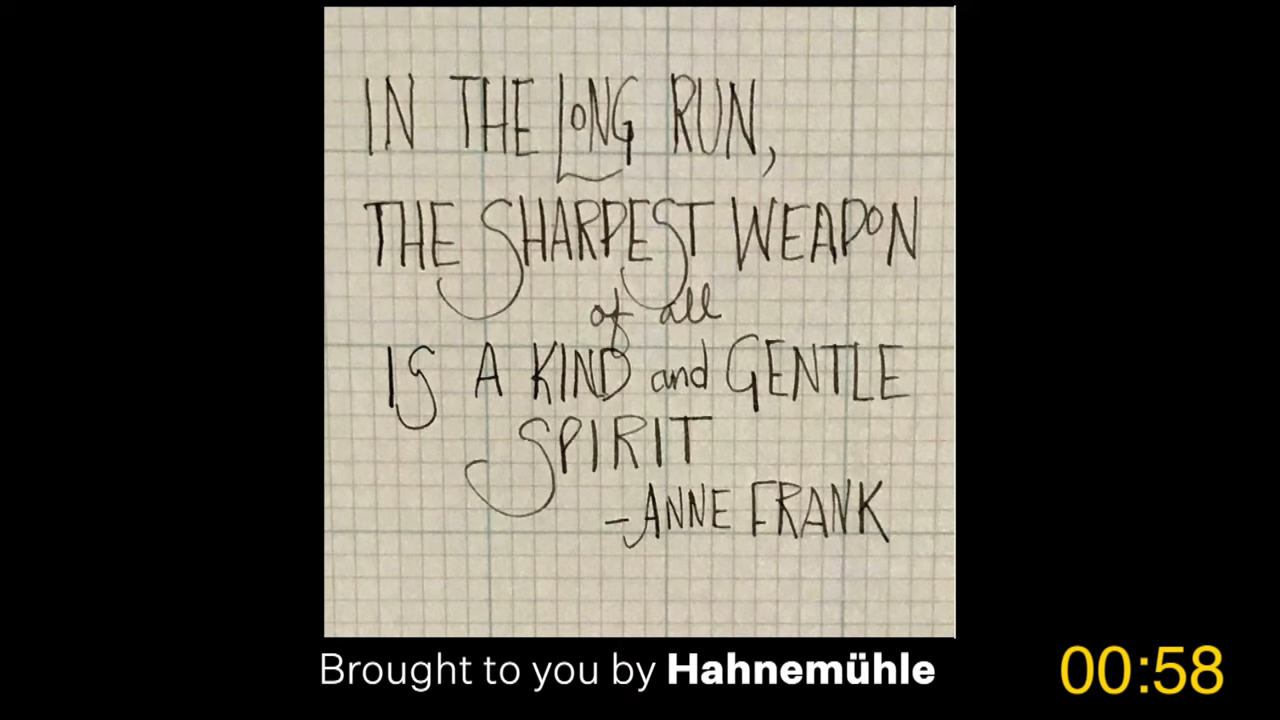 IN THE LONG RUN,
THE SHARPEST WEAPON
of all
IS A KIND and GENTLE
SPIRIT
-ANNE FRANK
Brought to you by Hahnemühle
00:58